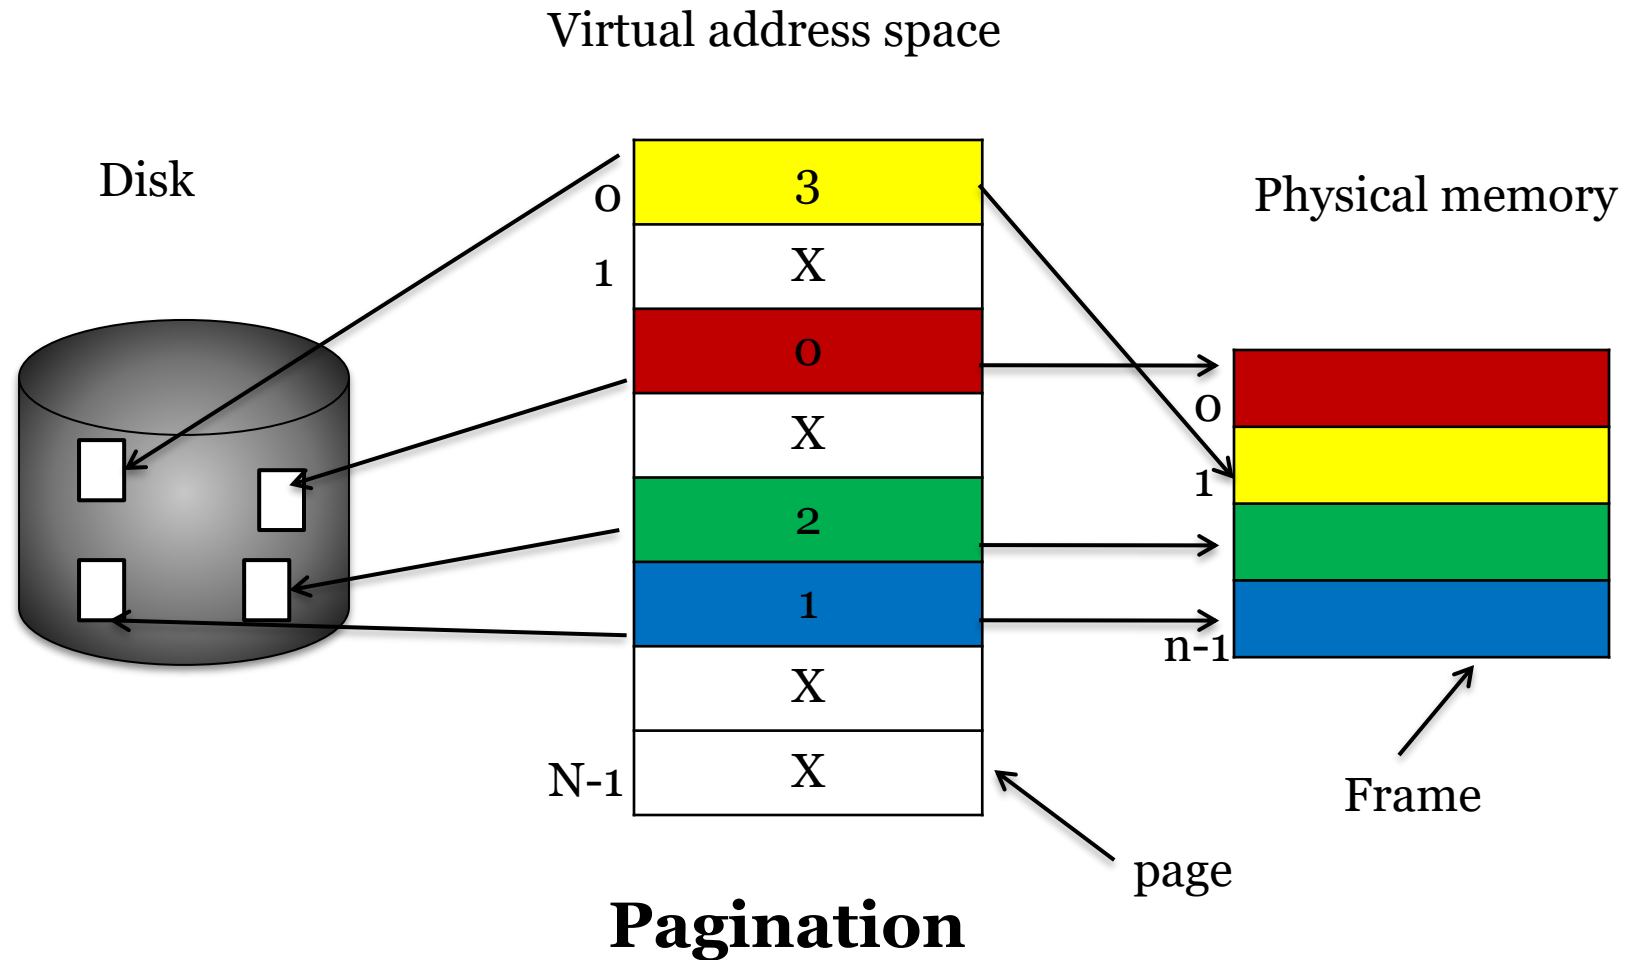 Virtual address space
Disk
Physical memory
0
3
1
X
0
X
2
1
X
N-1
X
0
1
n-1
Frame
page
Pagination